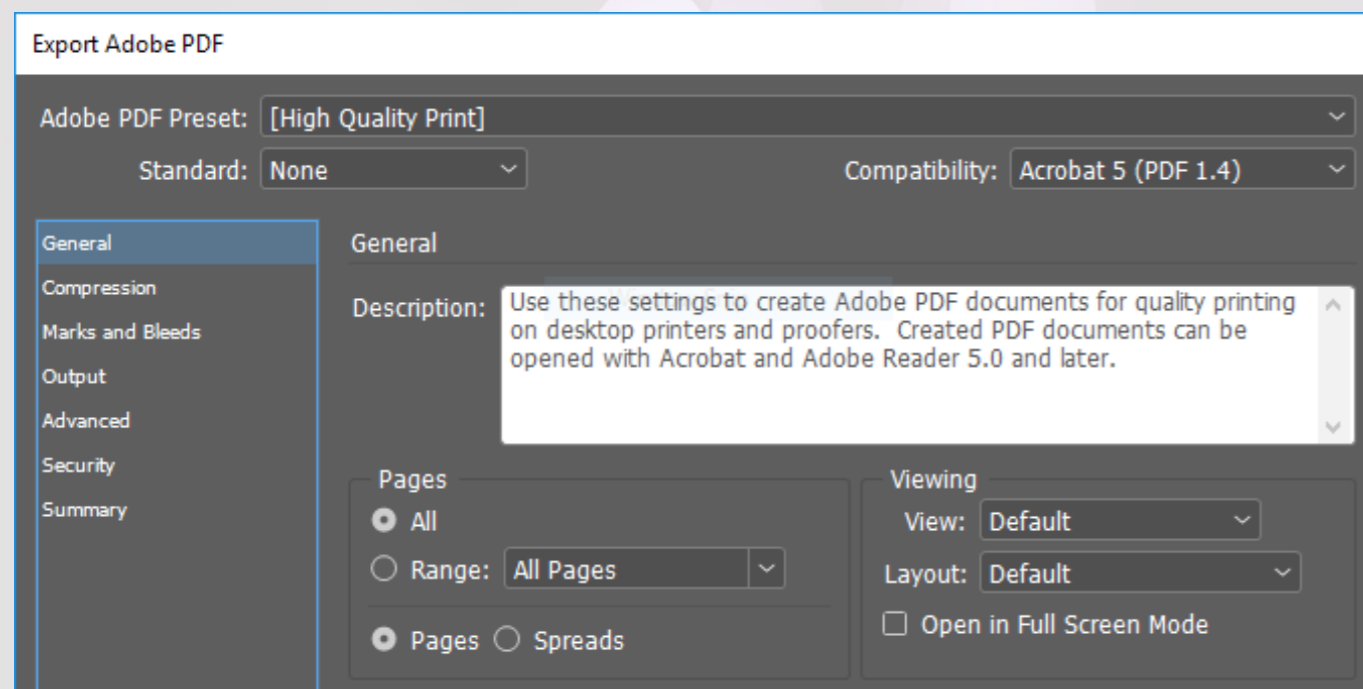 Export Adobe PDF
Adobe PDF Preset: [High Quality Print]
Standard: None
Compatibility: Acrobat 5 (PDF 1.4)
General
Compression
Marks and Bleeds
Output
Advanced
Security
Summary
General
Description: Use these settings to create Adobe PDF documents for quality printing
on desktop printers and proofers.  Created PDF documents can be
opened with Acrobat and Adobe Reader 5.0 and later.
Pages
All
Range: All Pages
Pages Spreads
Viewing
View: Default
Layout: Default
Open in Full Screen Mode